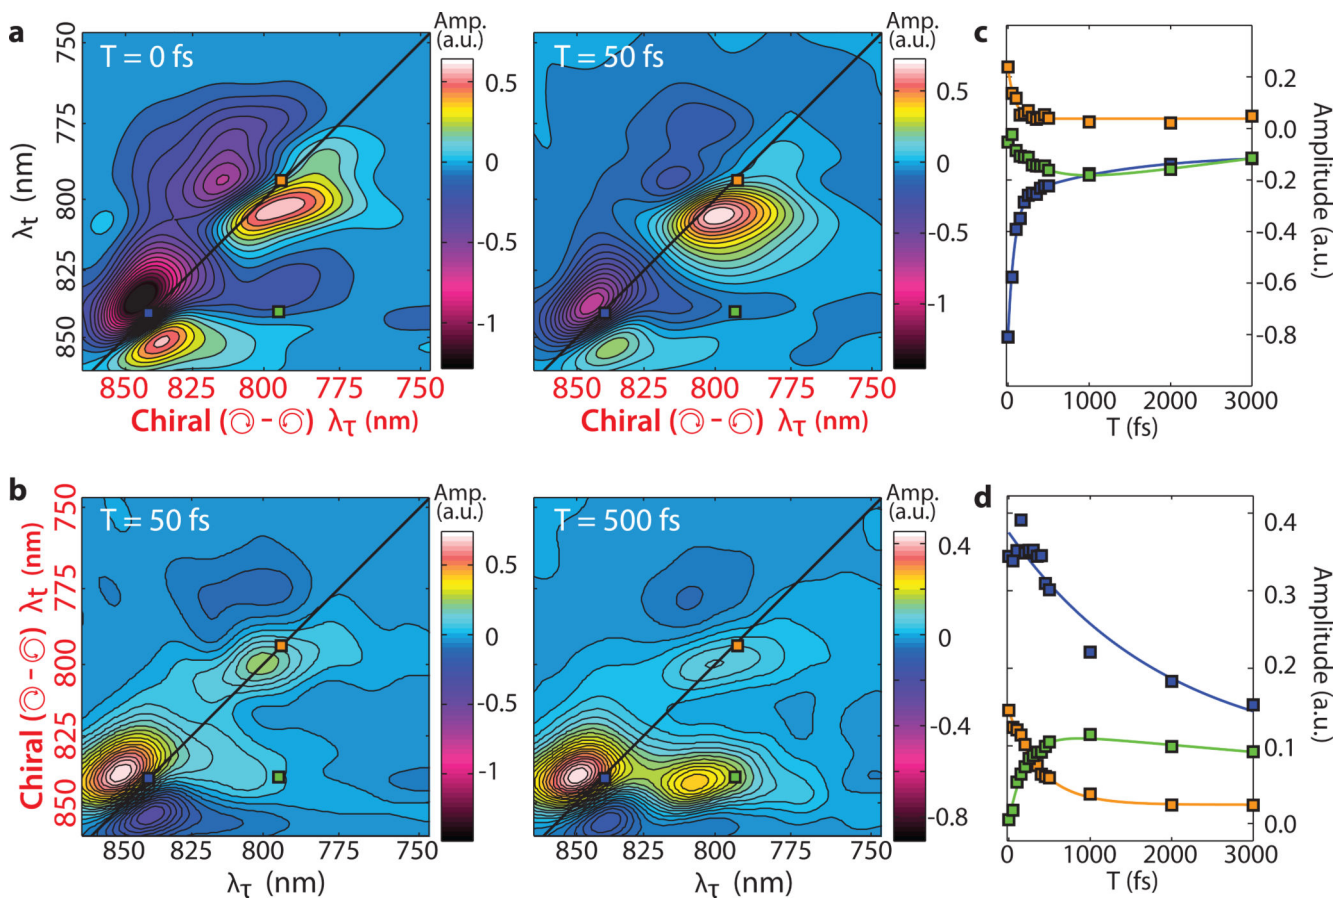 a
T = 0 fs
Amp.
(a.u.)
0.5
0
-0.5
-1
750
775
800
825
850
λt (nm)
850 825 800 775 750
Chiral (↻ - ↺) λτ (nm)
T = 50 fs
Amp.
(a.u.)
0.5
0
-0.5
-1
850 825 800 775 750
Chiral (↻ - ↺) λτ (nm)
c
0.2
0.0
-0.2
-0.4
-0.6
-0.8
Amplitude (a.u.)
0 1000 2000 3000
T (fs)
b
T = 50 fs
Amp.
(a.u.)
0.5
0
-0.5
-1
750
775
800
825
850
Chiral (↻ - ↺) λt (nm)
850 825 800 775 750
λτ (nm)
T = 500 fs
Amp.
(a.u.)
0.4
0
-0.4
-0.8
850 825 800 775 750
λτ (nm)
d
0.4
0.3
0.2
0.1
0.0
Amplitude (a.u.)
0 1000 2000 3000
T (fs)